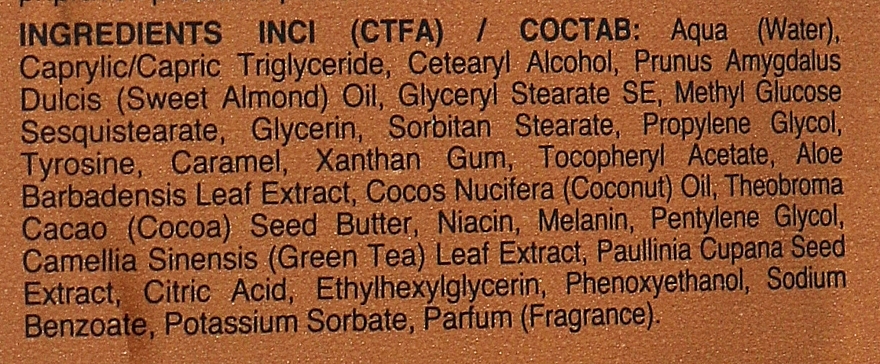 INGREDIENTS INCI (CTFA) / СОСТАВ: Aqua (Water),
Caprylic/Capric Triglyceride, Cetearyl Alcohol, Prunus Amygdalus
Dulcis (Sweet Almond) Oil, Glyceryl Stearate SE, Methyl Glucose
Sesquistearate, Glycerin, Sorbitan Stearate, Propylene Glycol,
Tyrosine, Caramel, Xanthan Gum, Tocopheryl Acetate, Aloe
Barbadensis Leaf Extract, Cocos Nucifera (Coconut) Oil, Theobroma
Cacao (Cocoa) Seed Butter, Niacin, Melanin, Pentylene Glycol,
Camellia Sinensis (Green Tea) Leaf Extract, Paullinia Cupana Seed
Extract, Citric Acid, Ethylhexylglycerin, Phenoxyethanol, Sodium
Benzoate, Potassium Sorbate, Parfum (Fragrance).